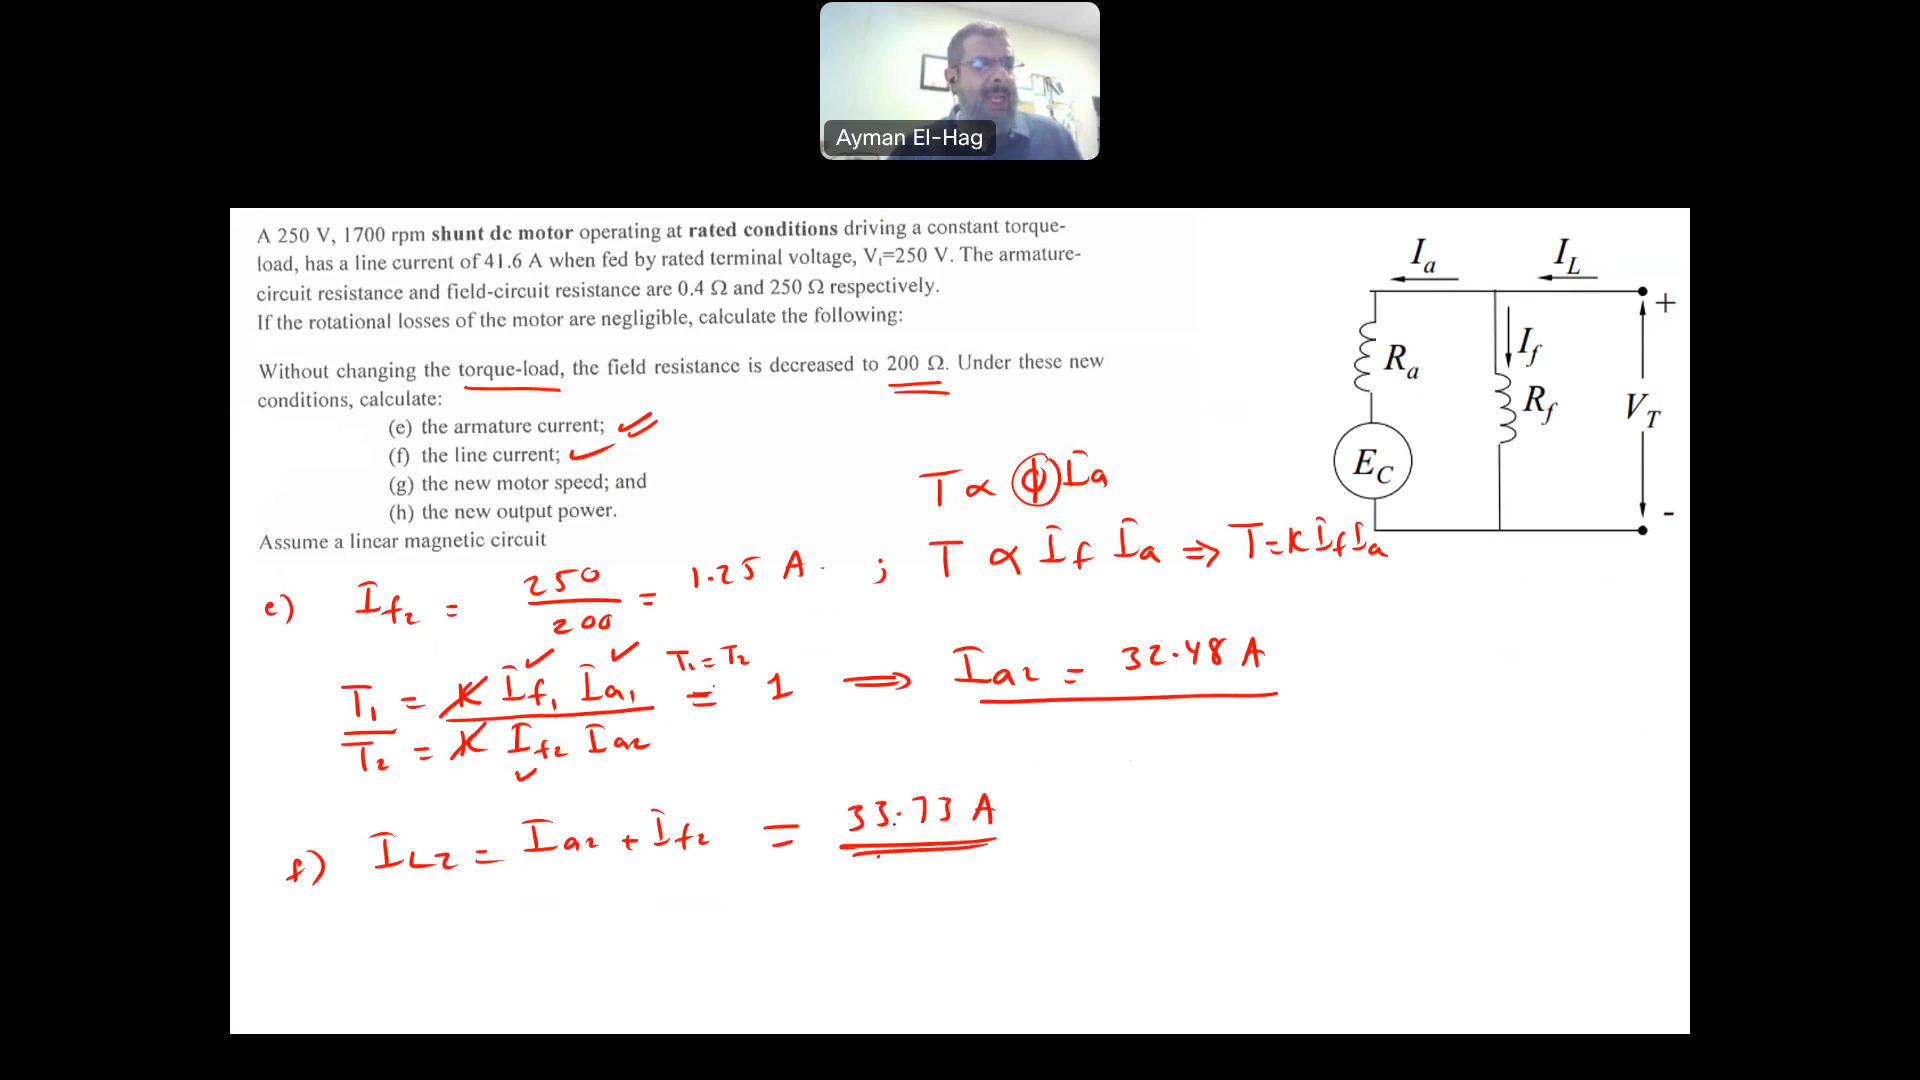 Ayman El-Hag
A 250 V, 1700 rpm shunt dc motor operating at rated conditions driving a constant torque-
load, has a line current of 41.6 A when fed by rated terminal voltage, Vt=250 V. The armature-
circuit resistance and field-circuit resistance are 0.4 Ω and 250 Ω respectively.
If the rotational losses of the motor are negligible, calculate the following:
Without changing the torque-load, the field resistance is decreased to 200 Ω. Under these new
conditions, calculate:
(e) the armature current;
(f) the line current;
(g) the new motor speed; and
(h) the new output power.
Assume a linear magnetic circuit
Ia
IL
+
Ra
If
Rf
VT
EC
-
T ∝ ϕ Ia
e) If2 = 250/200 = 1.25 A. ; T ∝ If Ia ⇒ T=KIfIa
T1/T2 = K If1 Ia1 / K If2 Ia2 = 1 ⇒ Ia2 = 32.48 A
T1=T2
f) IL2 = Ia2 + If2 = 33.73 A